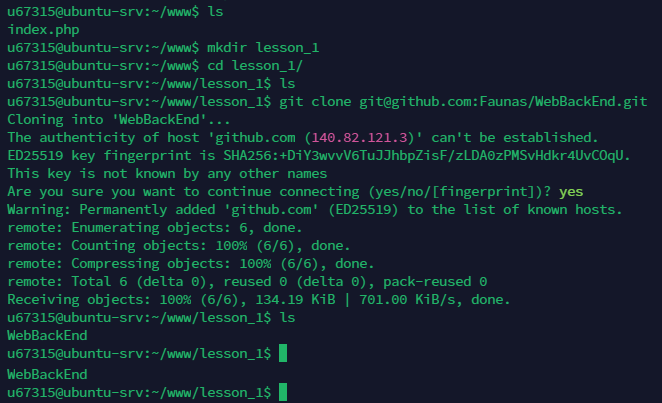 u67315@ubuntu-srv:~/www$ ls
index.php
u67315@ubuntu-srv:~/www$ mkdir lesson_1
u67315@ubuntu-srv:~/www$ cd lesson_1/
u67315@ubuntu-srv:~/www/lesson_1$ ls
u67315@ubuntu-srv:~/www/lesson_1$ git clone git@github.com:Faunas/WebBackEnd.git
Cloning into 'WebBackEnd'...
The authenticity of host 'github.com (140.82.121.3)' can't be established.
ED25519 key fingerprint is SHA256:+DiY3wvvV6TuJJhbpZisF/zLDA0zPMSvHdkr4UvCOqU.
This key is not known by any other names
Are you sure you want to continue connecting (yes/no/[fingerprint])? yes
Warning: Permanently added 'github.com' (ED25519) to the list of known hosts.
remote: Enumerating objects: 6, done.
remote: Counting objects: 100% (6/6), done.
remote: Compressing objects: 100% (6/6), done.
remote: Total 6 (delta 0), reused 0 (delta 0), pack-reused 0
Receiving objects: 100% (6/6), 134.19 KiB | 701.00 KiB/s, done.
u67315@ubuntu-srv:~/www/lesson_1$ ls
WebBackEnd
u67315@ubuntu-srv:~/www/lesson_1$
WebBackEnd
u67315@ubuntu-srv:~/www/lesson_1$